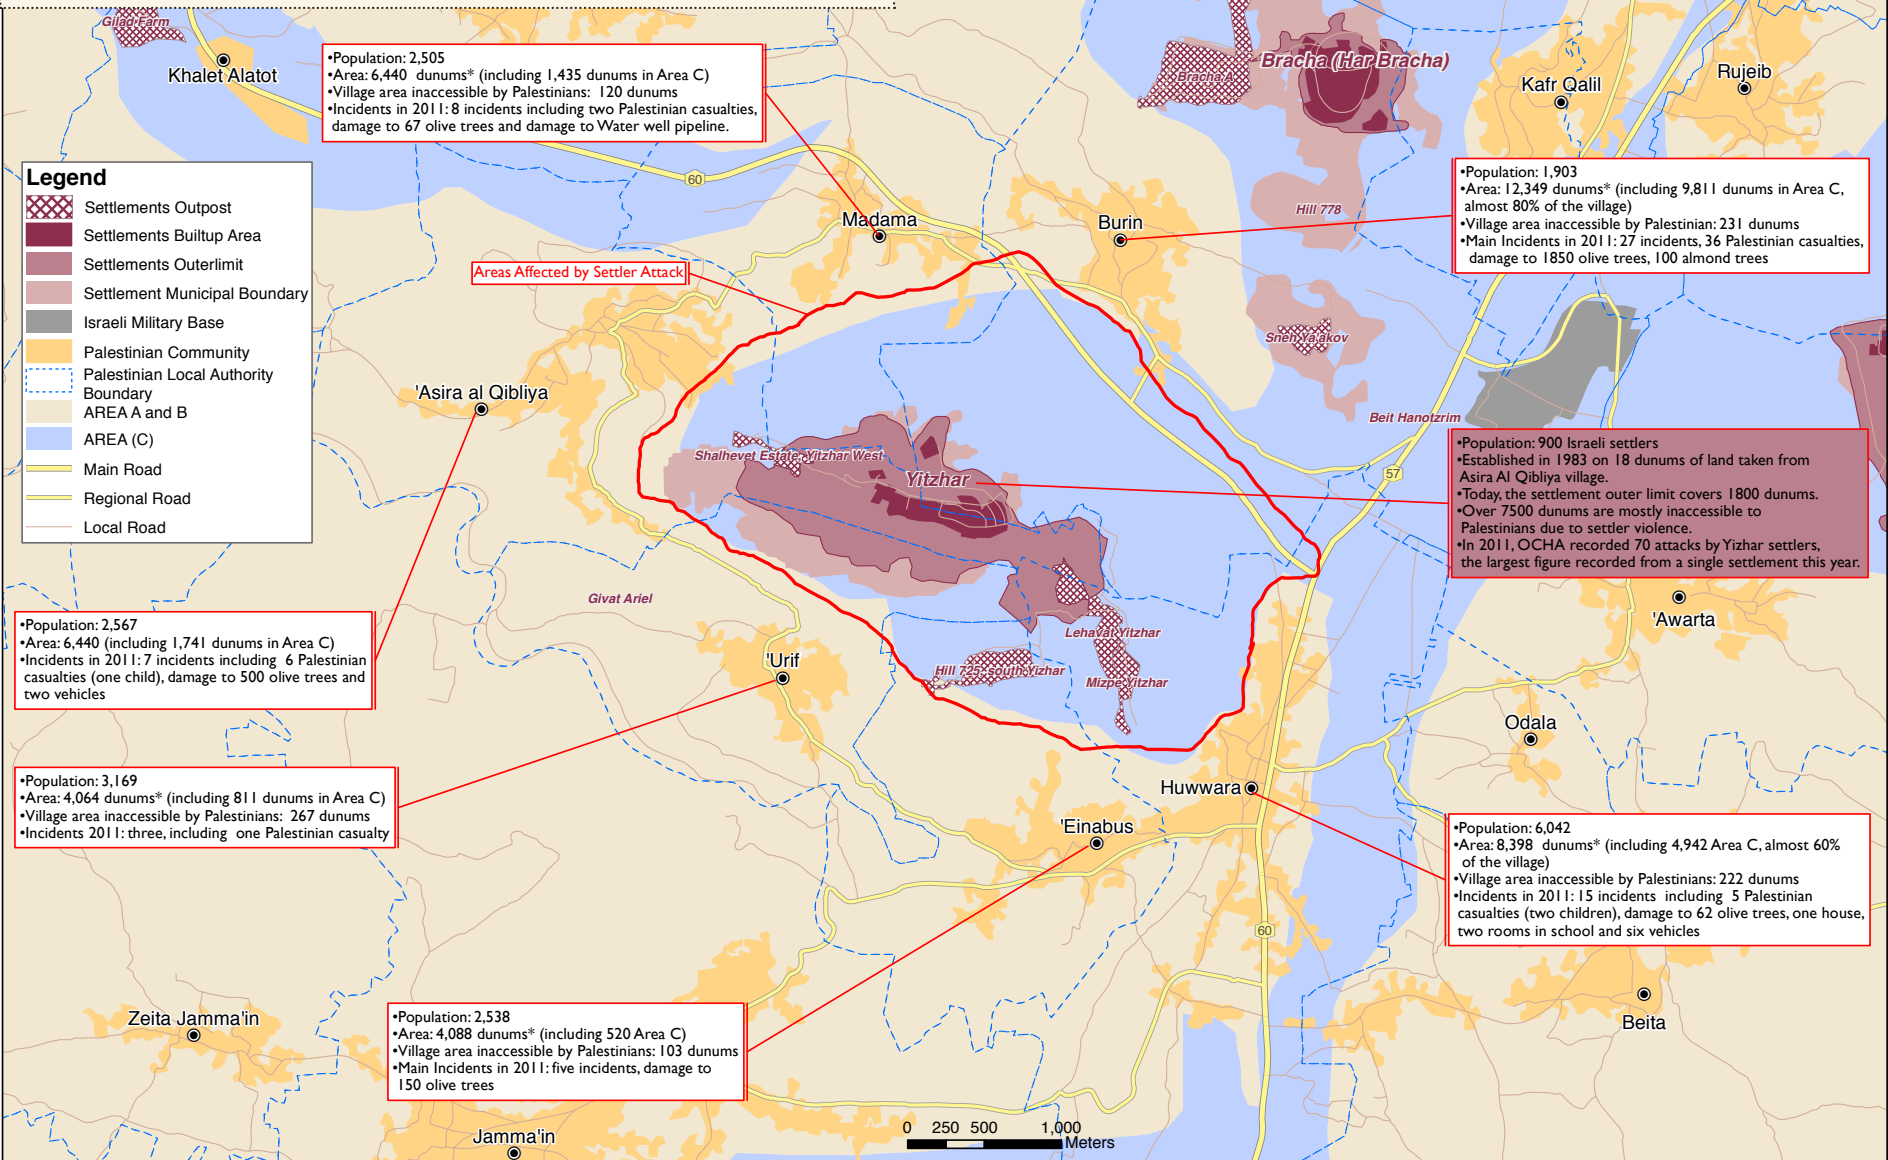 Gilad Farm
Khalet Alatot
•Population: 2,505
•Area: 6,440 dunums* (including 1,435 dunums in Area C)
•Village area inaccessible by Palestinians: 120 dunums
•Incidents in 2011: 8 incidents including two Palestinian casualties,
damage to 67 olive trees and damage to Water well pipeline.
Bracha A
Bracha (Har Bracha)
Kafr Qalil
Rujeib
•Population: 1,903
•Area: 12,349 dunums* (including 9,811 dunums in Area C,
almost 80% of the village)
•Village area inaccessible by Palestinian: 231 dunums
•Main Incidents in 2011: 27 incidents, 36 Palestinian casualties,
damage to 1850 olive trees, 100 almond trees
Legend
Settlements Outpost
Settlements Builtup Area
Settlements Outerlimit
Settlement Municipal Boundary
Israeli Military Base
Palestinian Community
Palestinian Local Authority
Boundary
AREA A and B
AREA (C)
Main Road
Regional Road
Local Road
60
Madama
Burin
Hill 778
Areas Affected by Settler Attack
Sneh Ya'akov
'Asira al Qibliya
Beit Hanotzrim
Shalhevet Estate, Yitzhar West
Yitzhar
57
•Population: 900 Israeli settlers
•Established in 1983 on 18 dunums of land taken from
Asira Al Qibliya village.
•Today, the settlement outer limit covers 1800 dunums.
•Over 7500 dunums are mostly inaccessible to
Palestinians due to settler violence.
•In 2011, OCHA recorded 70 attacks by Yizhar settlers,
the largest figure recorded from a single settlement this year.
Givat Ariel
'Awarta
•Population: 2,567
•Area: 6,440 (including 1,741 dunums in Area C)
•Incidents in 2011: 7 incidents including 6 Palestinian
casualties (one child), damage to 500 olive trees and
two vehicles
'Urif
Lehavat Yitzhar
Hill 725, south Yizhar
Mizpe Yitzhar
Odala
•Population: 3,169
•Area: 4,064 dunums* (including 811 dunums in Area C)
•Village area inaccessible by Palestinians: 267 dunums
•Incidents 2011: three, including one Palestinian casualty
Huwwara
'Einabus
•Population: 6,042
•Area: 8,398 dunums* (including 4,942 Area C, almost 60%
of the village)
•Village area inaccessible by Palestinians: 222 dunums
•Incidents in 2011: 15 incidents including 5 Palestinian
casualties (two children), damage to 62 olive trees, one house,
two rooms in school and six vehicles
60
Zeita Jamma'in
•Population: 2,538
•Area: 4,088 dunums* (including 520 Area C)
•Village area inaccessible by Palestinians: 103 dunums
•Main Incidents in 2011: five incidents, damage to
150 olive trees
Beita
Jamma'in
0 250 500 1,000
Meters